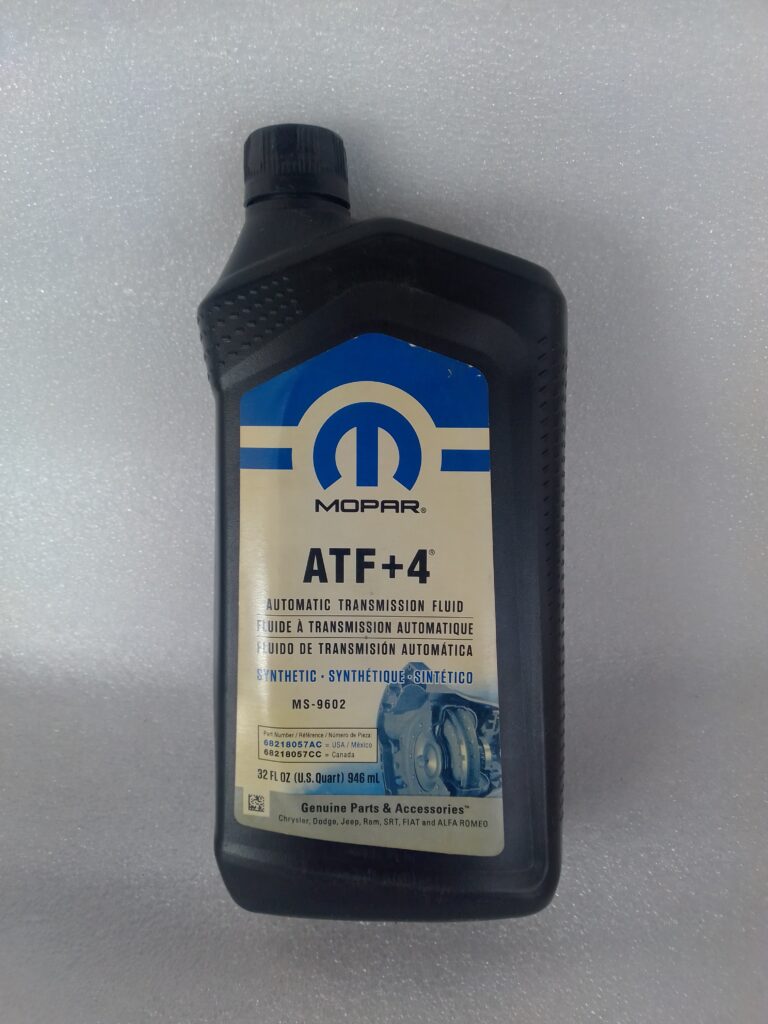 MOPAR®
ATF+4®
AUTOMATIC TRANSMISSION FLUID
FLUIDE À TRANSMISSION AUTOMATIQUE
FLUIDO DE TRANSMISIÓN AUTOMÁTICA
SYNTHETIC · SYNTHÉTIQUE · SINTÉTICO
MS-9602
Part Number / Référence / Número de Pieza:
68218057AC = USA / México
68218057CC = Canada
32 FL OZ (U.S. Quart) 946 mL
Genuine Parts & Accessories™
Chrysler, Dodge, Jeep, Ram, SRT, FIAT and ALFA ROMEO